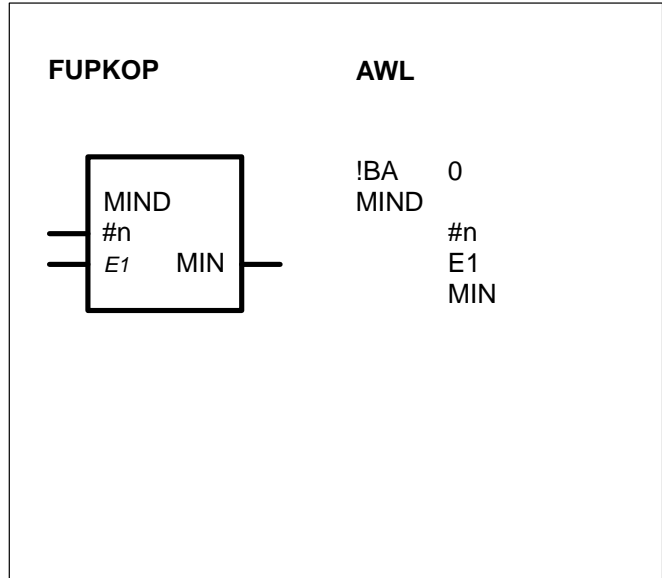 FUPKOP
AWL
MIND
#n
E1 MIN
!BA 0
MIND
#n
E1
MIN